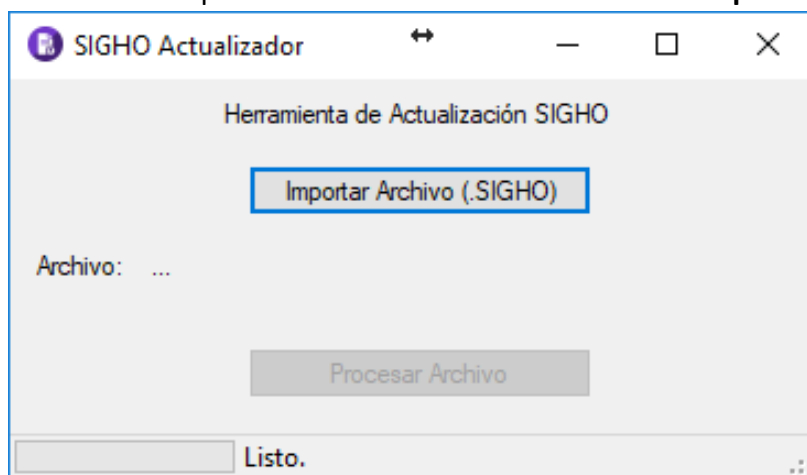 SIGHO Actualizador
Herramienta de Actualización SIGHO
Importar Archivo (.SIGHO)
Archivo: ...
Procesar Archivo
Listo.